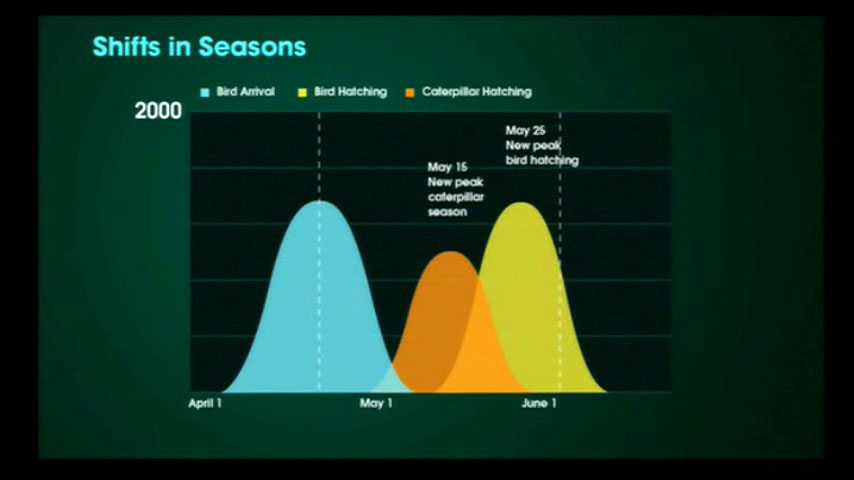 Shifts in Seasons
Bird Arrival
Bird Hatching
Caterpillar Hatching
2000
May 25
New peak
bird hatching
May 15
New peak
caterpillar
season
April 1
May 1
June 1